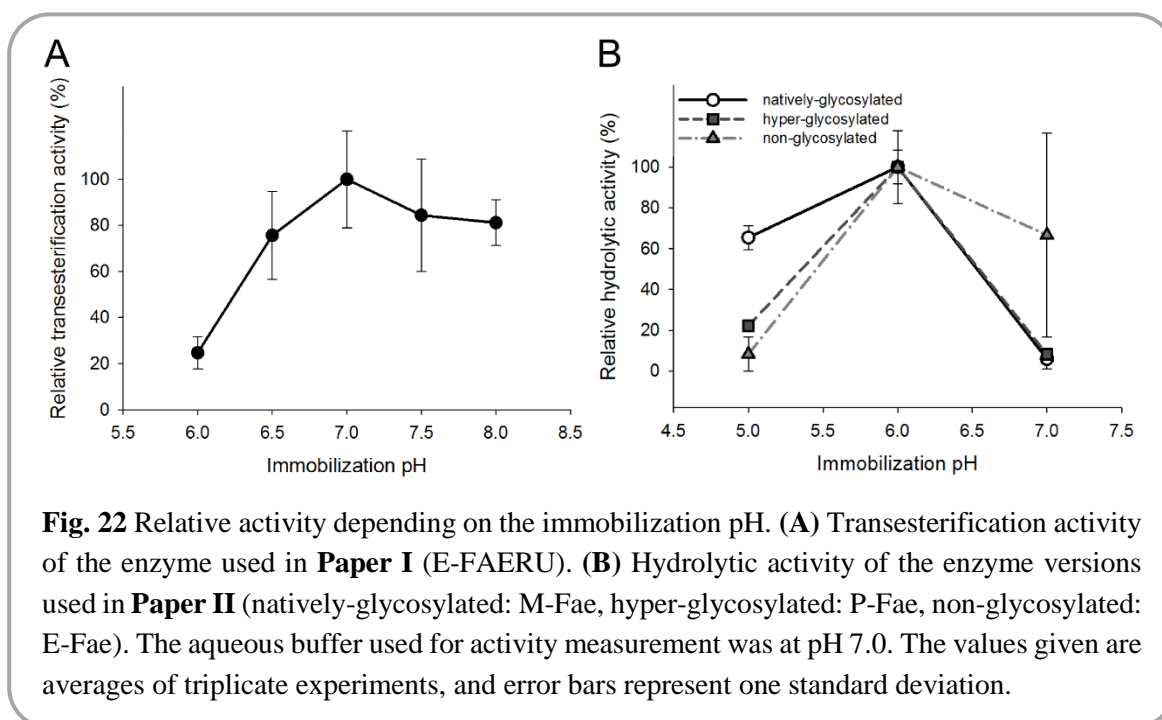 A
Relative transesterification activity (%)
100
80
60
40
20
0
5.5 6.0 6.5 7.0 7.5 8.0 8.5
Immobilization pH
B
natively-glycosylated
hyper-glycosylated
non-glycosylated
Relative hydrolytic activity (%)
100
80
60
40
20
0
4.5 5.0 5.5 6.0 6.5 7.0 7.5
Immobilization pH
Fig. 22 Relative activity depending on the immobilization pH. (A) Transesterification activity
of the enzyme used in Paper I (E-FAERU). (B) Hydrolytic activity of the enzyme versions
used in Paper II (natively-glycosylated: M-Fae, hyper-glycosylated: P-Fae, non-glycosylated:
E-Fae). The aqueous buffer used for activity measurement was at pH 7.0. The values given are
averages of triplicate experiments, and error bars represent one standard deviation.